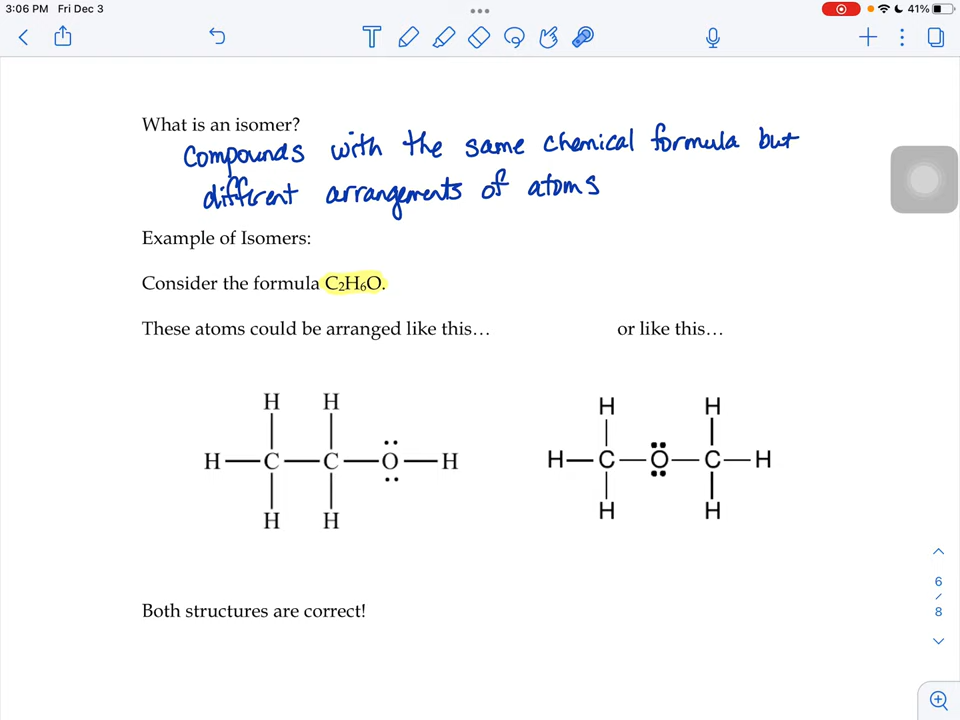 3:06 PM Fri Dec 3
41%
What is an isomer?
Compounds with the same chemical formula but
different arrangements of atoms
Example of Isomers:
Consider the formula C₂H₆O.
These atoms could be arranged like this… or like this…
H H H H
H C C O H H C O C H
H H H H
6
/
8
Both structures are correct!